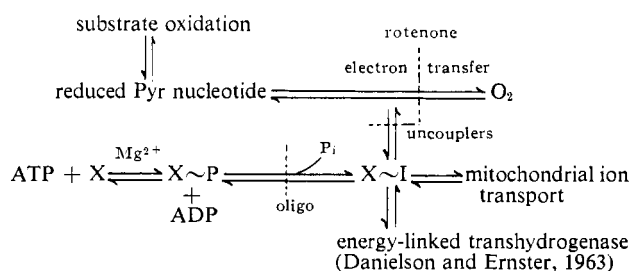 substrate oxidation
rotenone
electron transfer
reduced Pyr nucleotide O₂
uncouplers
Mg²⁺ Pᵢ
ATP + X X~P X~I mitochondrial ion
+ transport
ADP oligo
energy-linked transhydrogenase
(Danielson and Ernster, 1963)